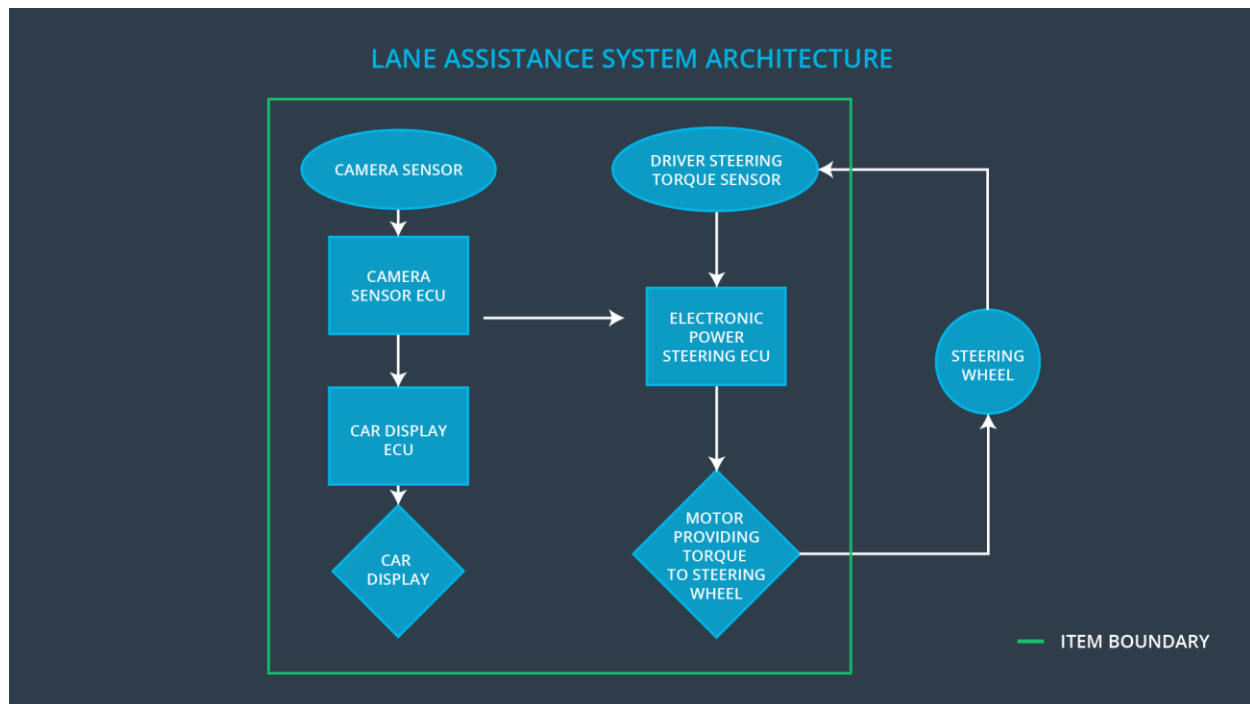 LANE ASSISTANCE SYSTEM ARCHITECTURE
CAMERA SENSOR
CAMERA
SENSOR ECU
CAR DISPLAY
ECU
CAR
DISPLAY
DRIVER STEERING
TORQUE SENSOR
ELECTRONIC
POWER
STEERING ECU
MOTOR
PROVIDING
TORQUE
TO STEERING
WHEEL
STEERING
WHEEL
ITEM BOUNDARY